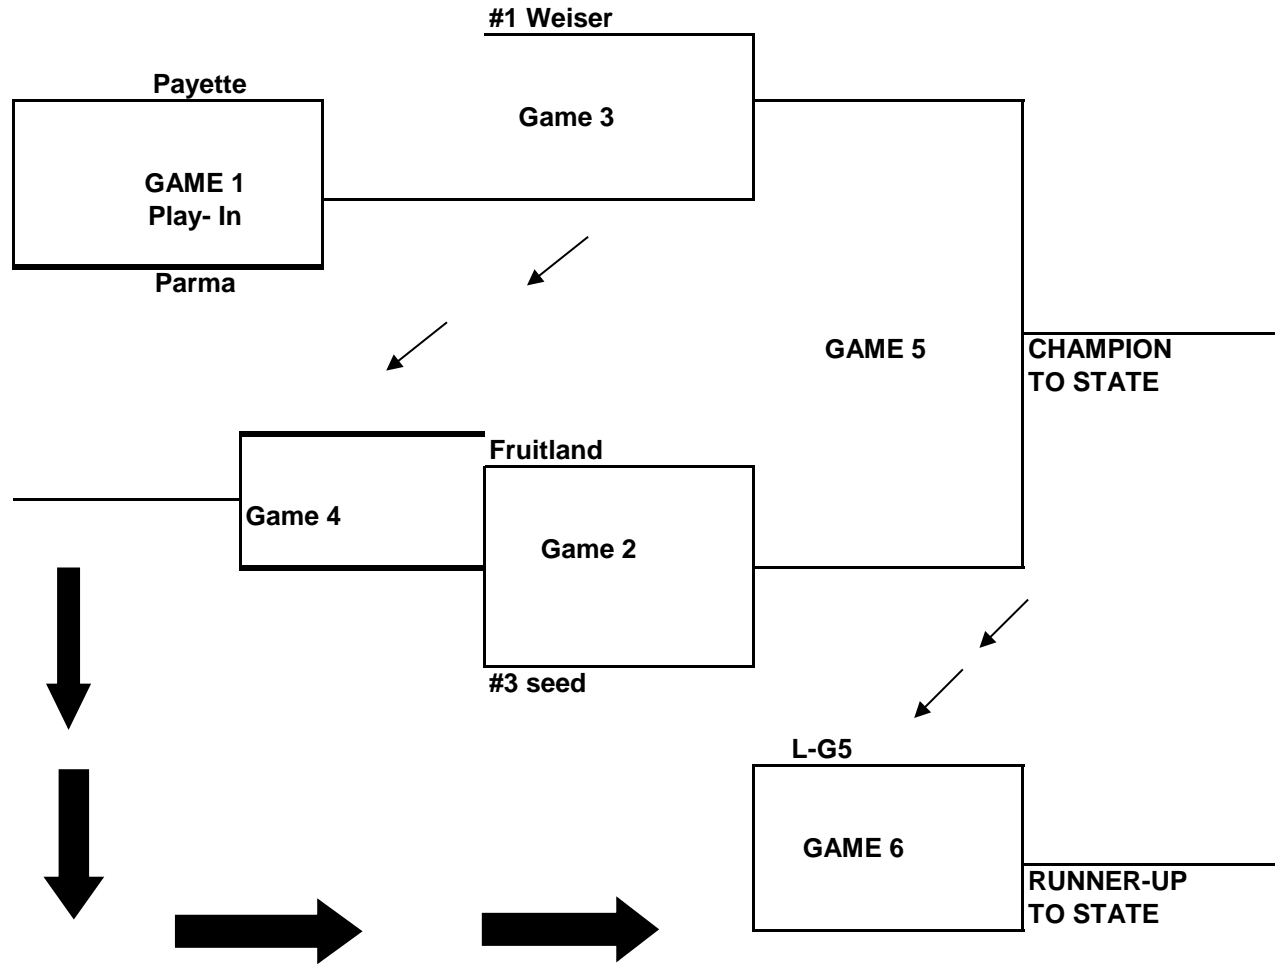 #1 Weiser
Payette
Game 3
GAME 1
Play- In
Parma
GAME 5
CHAMPION
TO STATE
Fruitland
Game 4
Game 2
#3 seed
L-G5
GAME 6
RUNNER-UP
TO STATE